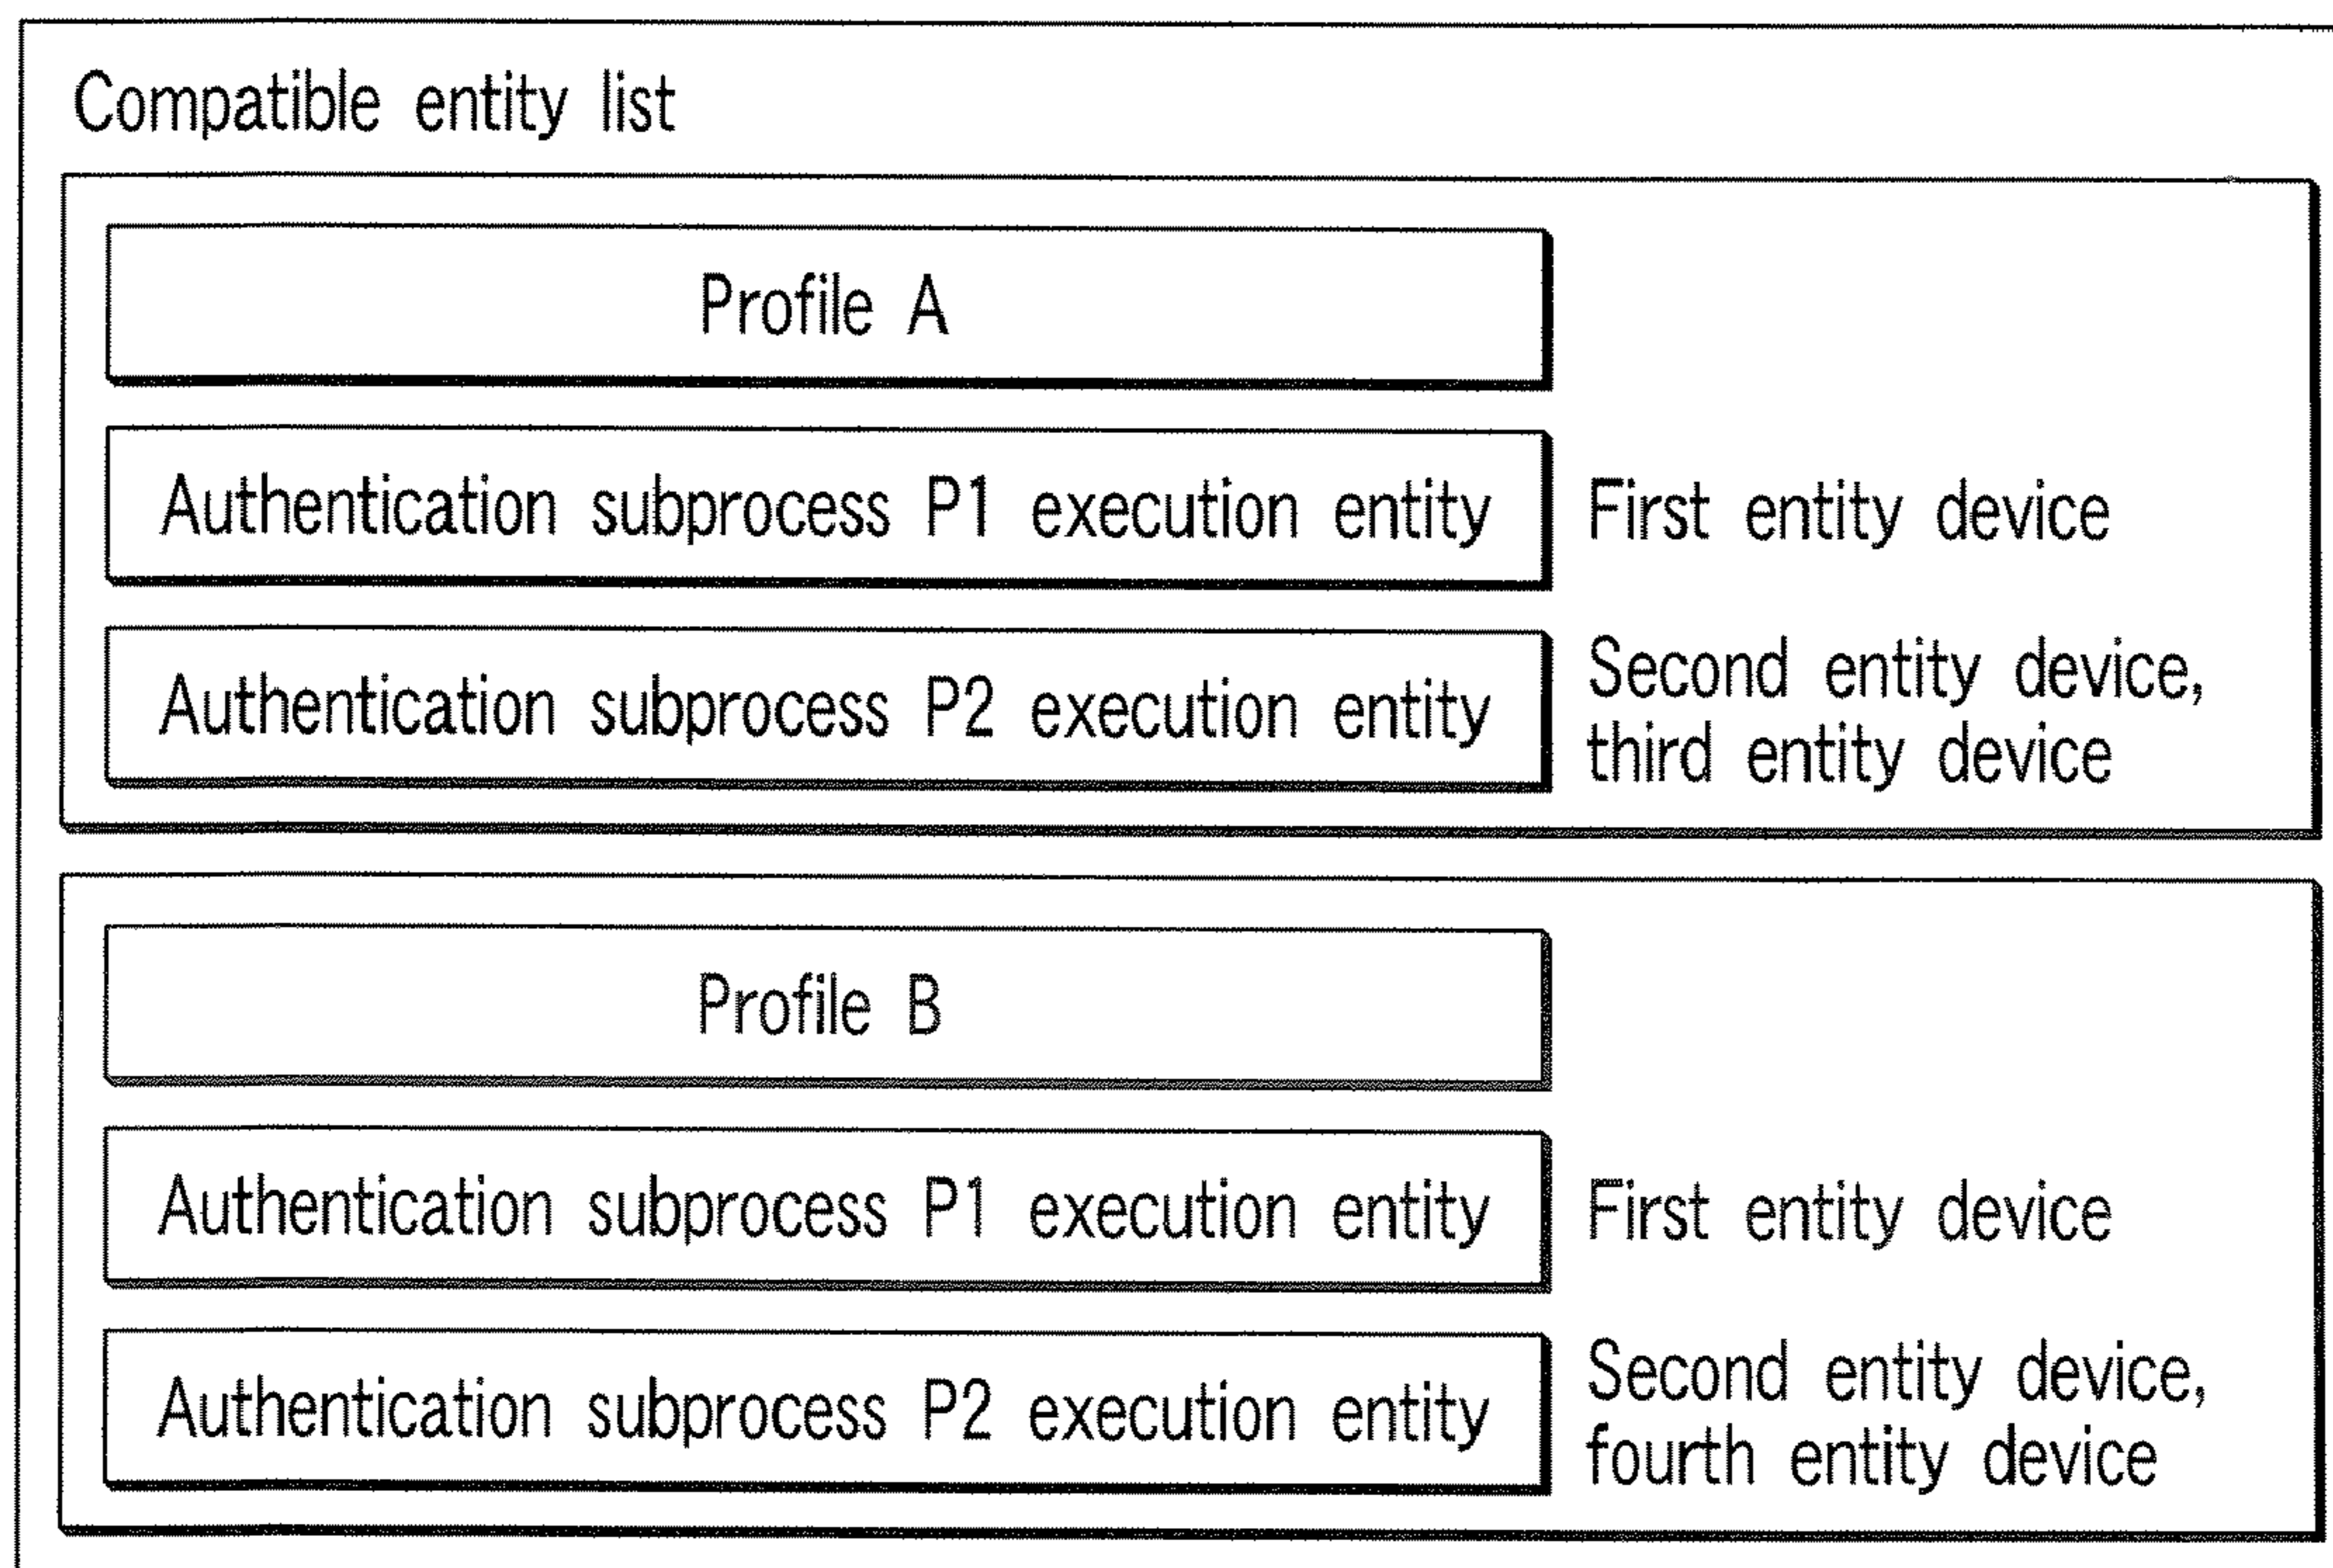 Compatible entity list
Profile A
Authentication subprocess P1 execution entity
First entity device
Authentication subprocess P2 execution entity
Second entity device,
third entity device
Profile B
Authentication subprocess P1 execution entity
First entity device
Authentication subprocess P2 execution entity
Second entity device,
fourth entity device